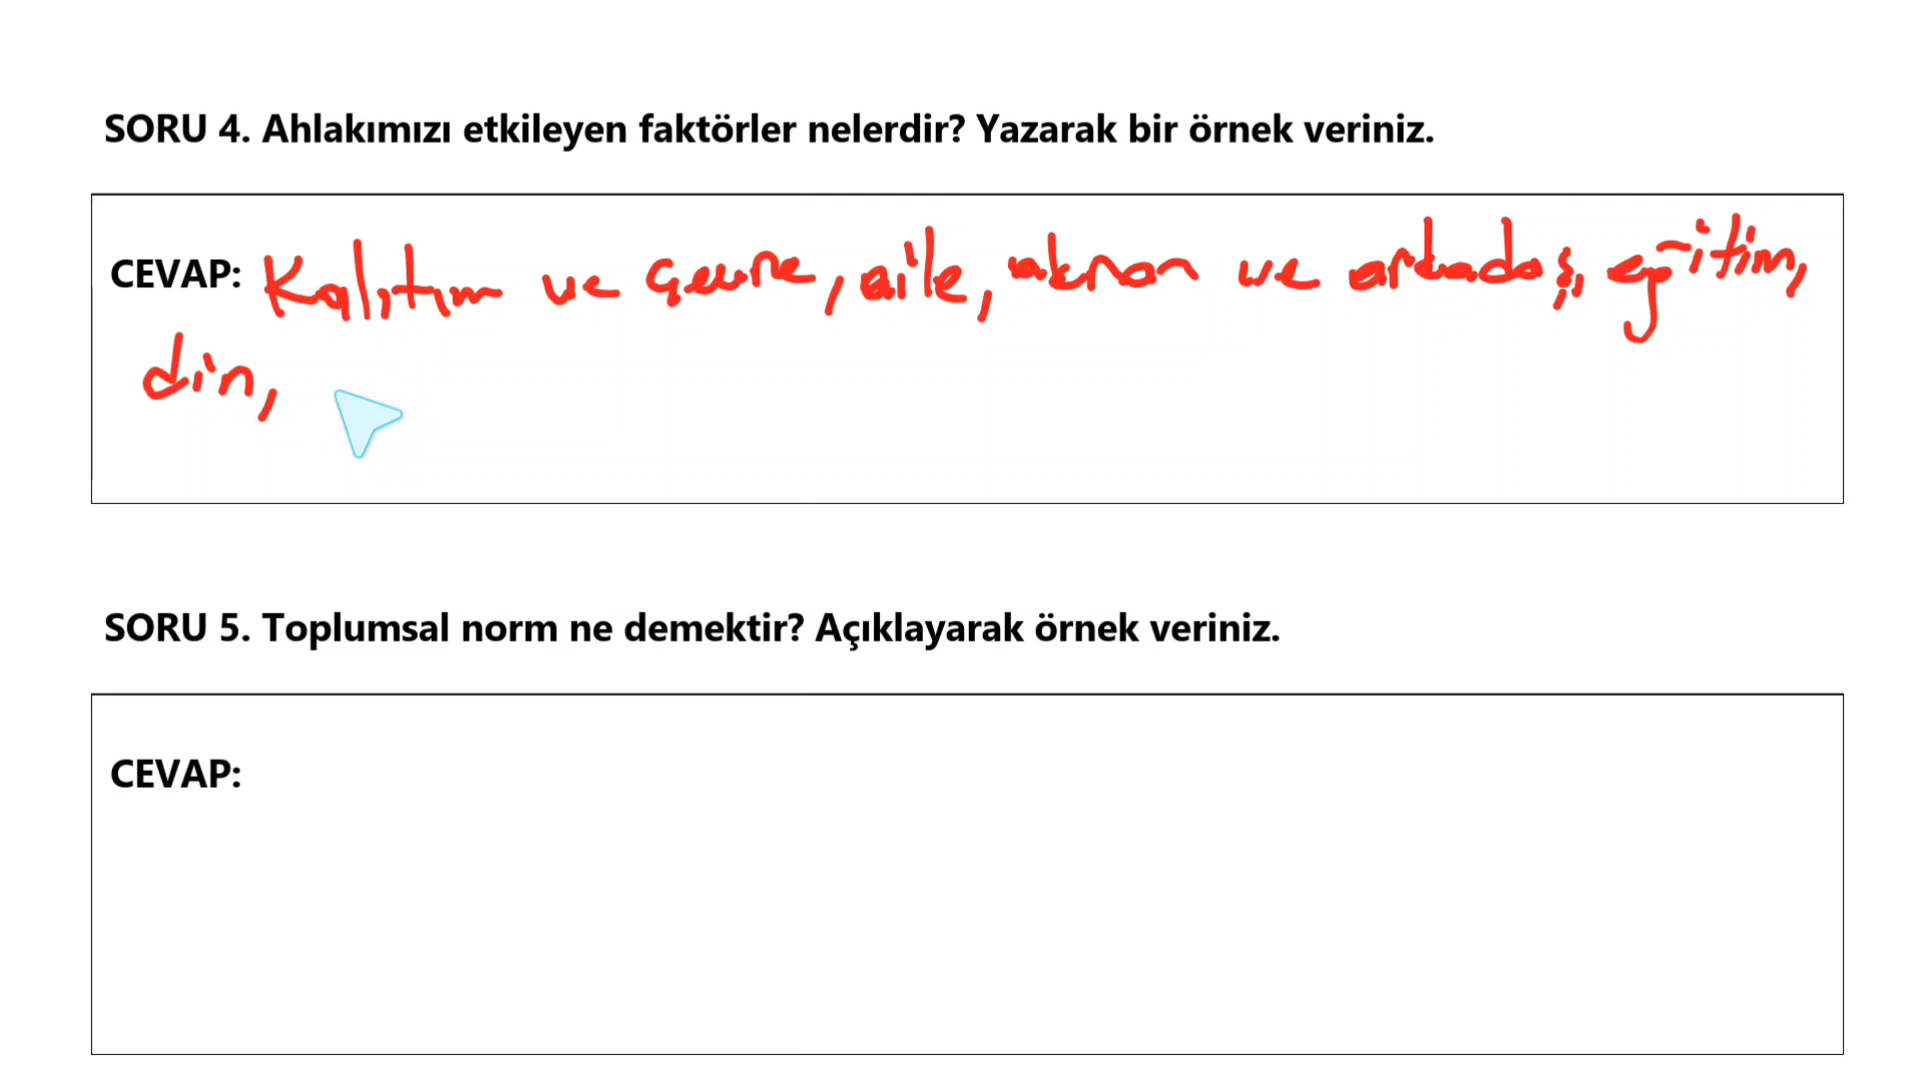 SORU 4. Ahlakımızı etkileyen faktörler nelerdir? Yazarak bir örnek veriniz.
CEVAP: Kalıtım ve çevre, aile, akran ve arkadaş, eğitim,
din,
SORU 5. Toplumsal norm ne demektir? Açıklayarak örnek veriniz.
CEVAP: